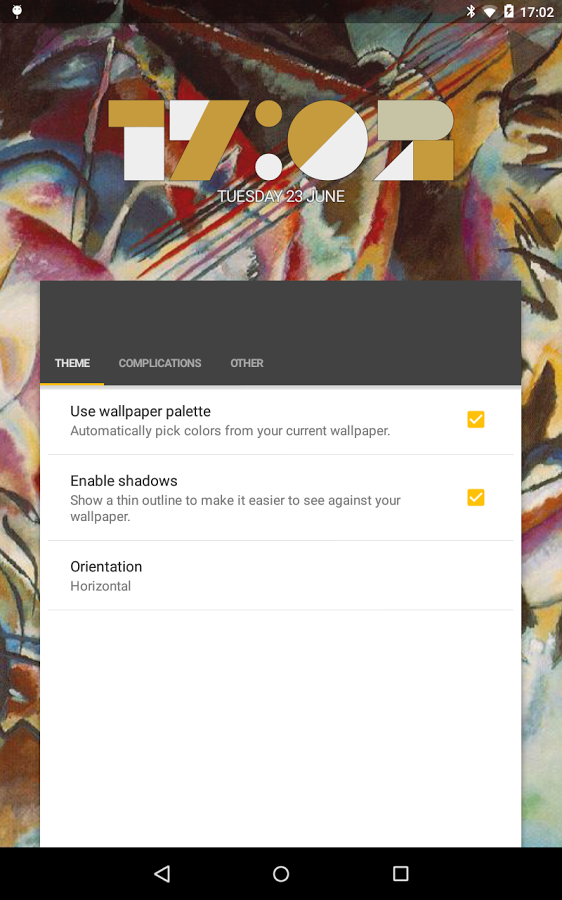 17:02
17:02
TUESDAY 23 JUNE
THEME COMPLICATIONS OTHER
Use wallpaper palette
Automatically pick colors from your current wallpaper.
Enable shadows
Show a thin outline to make it easier to see against your
wallpaper.
Orientation
Horizontal